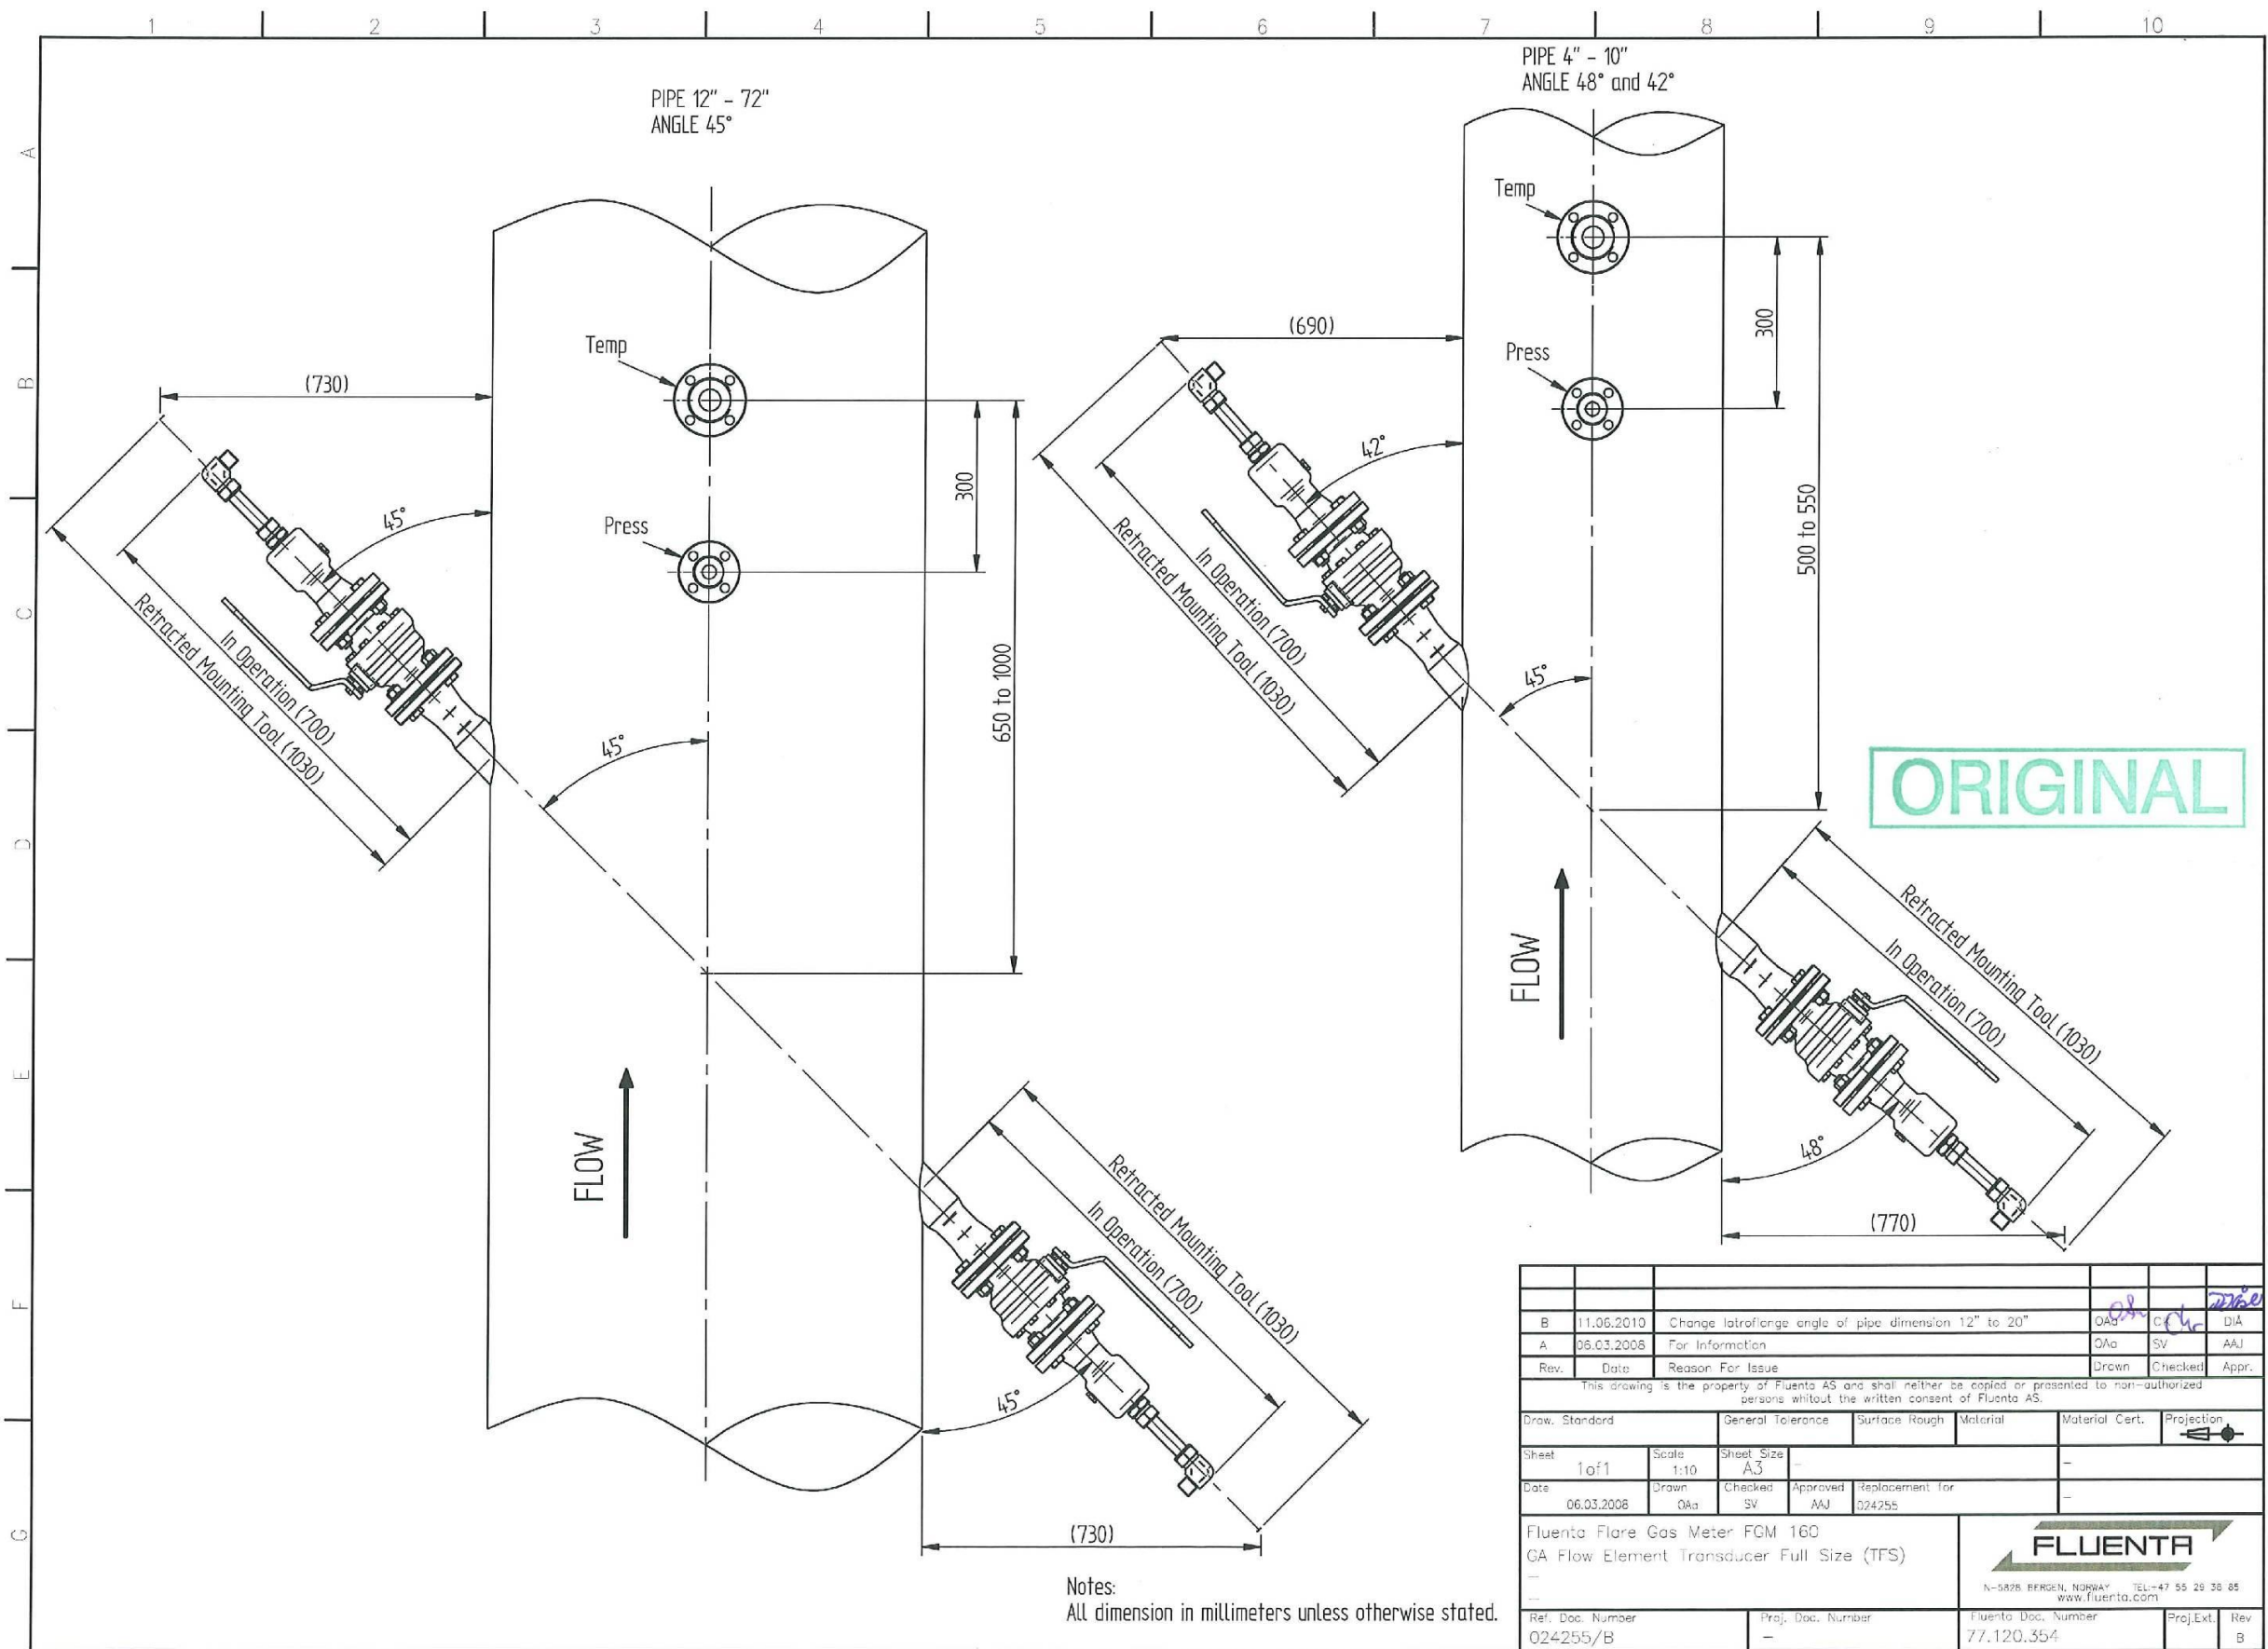 1 2 3 4 5 6 7 8 9 10
A
B
C
D
E
F
G
PIPE 12" - 72"
ANGLE 45°
Temp
Press
(730)
45°
In Operation (700)
Retracted Mounting Tool (1030)
45°
300
650 to 1000
FLOW
Retracted Mounting Tool (1030)
In Operation (700)
45°
(730)
PIPE 4" - 10"
ANGLE 48° and 42°
Temp
Press
(690)
42°
In Operation (700)
Retracted Mounting Tool (1030)
45°
300
500 to 550
FLOW
Retracted Mounting Tool (1030)
In Operation (700)
48°
(770)
ORIGINAL
Notes:
All dimension in millimeters unless otherwise stated.
B 11.06.2010 Change latroflange angle of pipe dimension 12" to 20" OAa DIA
A 06.03.2008 For Information OAa SV AAJ
Rev. Date Reason For Issue Drawn Checked Appr.
This drawing is the property of Fluenta AS and shall neither be copied or presented to non-authorized
persons whitout the written consent of Fluenta AS.
Draw. Standard General Tolerance Surface Rough Material Material Cert. Projection
Sheet Scale Sheet Size
1of1 1:10 A3 - -
Date Drawn Checked Approved Replacement for
06.03.2008 OAa SV AAJ 024255 -
Fluenta Flare Gas Meter FGM 160
GA Flow Element Transducer Full Size (TFS)
-
-
FLUENTA
N-5828 BERGEN, NORWAY TEL:+47 55 29 38 85
www.fluenta.com
Ref. Doc. Number Proj. Doc. Number Fluenta Doc. Number Proj.Ext. Rev
024255/B - 77.120.354 B